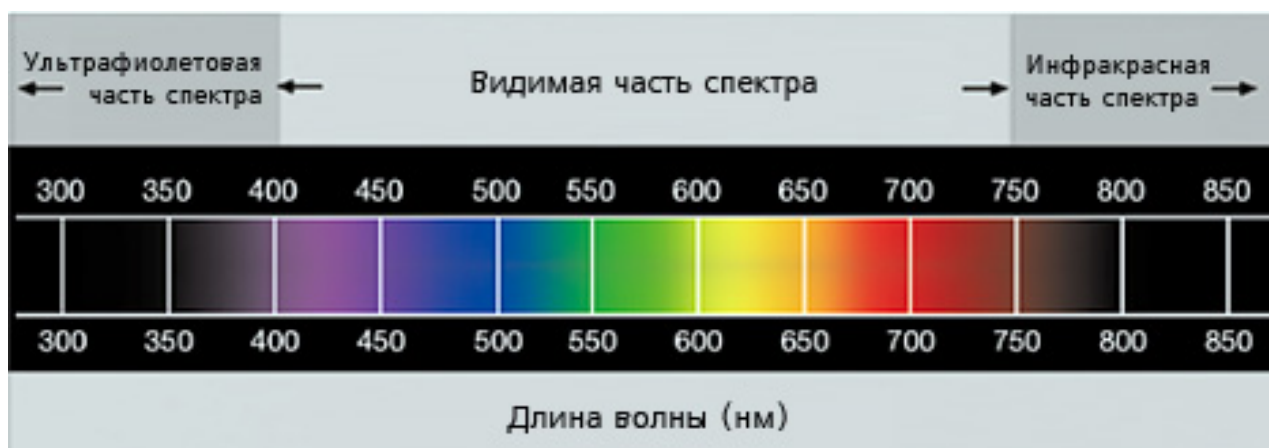 Ультрафиолетовая
часть спектра
Видимая часть спектра
Инфракрасная
часть спектра
300 350 400 450 500 550 600 650 700 750 800 850
300 350 400 450 500 550 600 650 700 750 800 850
Длина волны (нм)